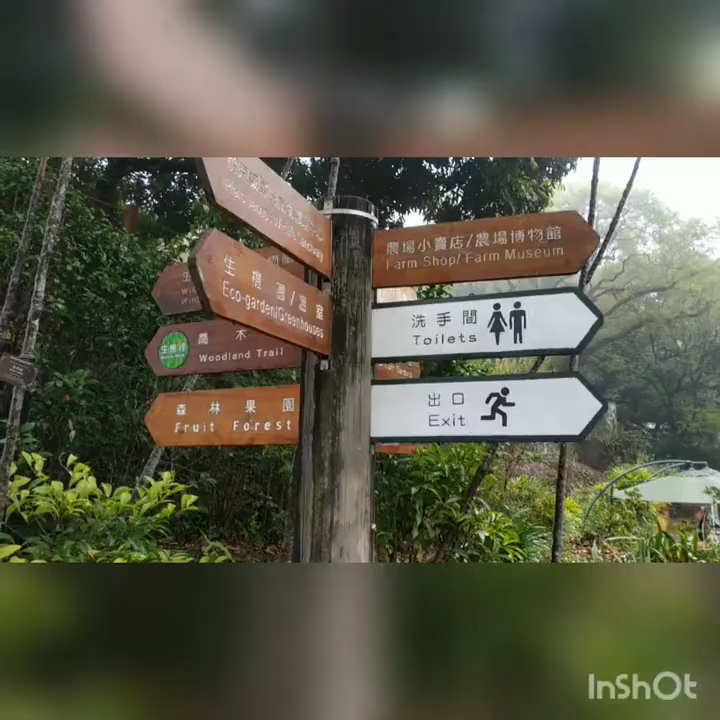 生機園/溫室
Eco-garden/Greenhouses
喬木
Woodland Trail
森林果園
Fruit Forest
農場小賣店/農場博物館
Farm Shop/Farm Museum
洗手間
Toilets
出口
Exit
InShOt